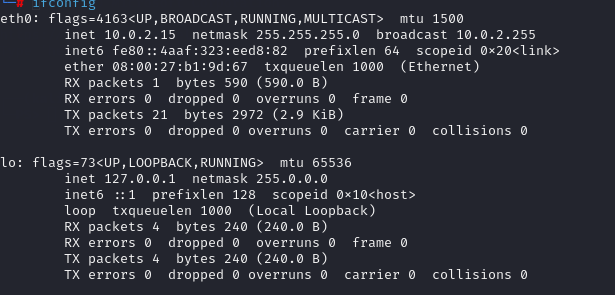 # ifconfig
eth0: flags=4163<UP,BROADCAST,RUNNING,MULTICAST>  mtu 1500
        inet 10.0.2.15  netmask 255.255.255.0  broadcast 10.0.2.255
        inet6 fe80::4aaf:323:eed8:82  prefixlen 64  scopeid 0×20<link>
        ether 08:00:27:b1:9d:67  txqueuelen 1000  (Ethernet)
        RX packets 1  bytes 590 (590.0 B)
        RX errors 0  dropped 0  overruns 0  frame 0
        TX packets 21  bytes 2972 (2.9 KiB)
        TX errors 0  dropped 0 overruns 0  carrier 0  collisions 0

lo: flags=73<UP,LOOPBACK,RUNNING>  mtu 65536
        inet 127.0.0.1  netmask 255.0.0.0
        inet6 ::1  prefixlen 128  scopeid 0×10<host>
        loop  txqueuelen 1000  (Local Loopback)
        RX packets 4  bytes 240 (240.0 B)
        RX errors 0  dropped 0  overruns 0  frame 0
        TX packets 4  bytes 240 (240.0 B)
        TX errors 0  dropped 0 overruns 0  carrier 0  collisions 0